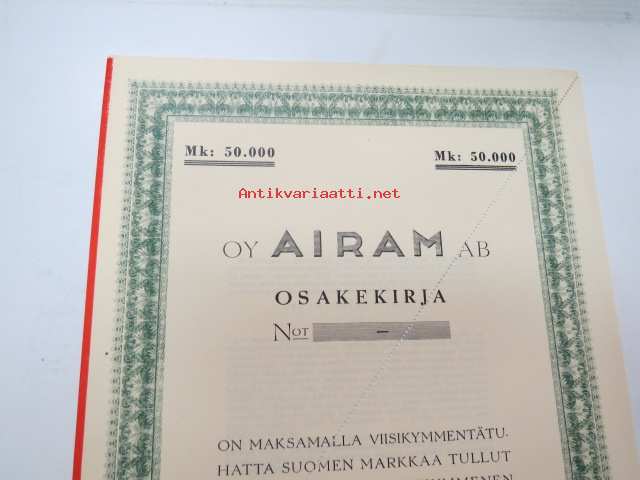 Mk: 50.000 Mk: 50.000
Antikvariaatti.net
OY AIRAM AB
OSAKEKIRJA
NOT –
ON MAKSAMALLA VIISIKYMMENTÄTU-
HATTA SUOMEN MARKKAA TULLUT